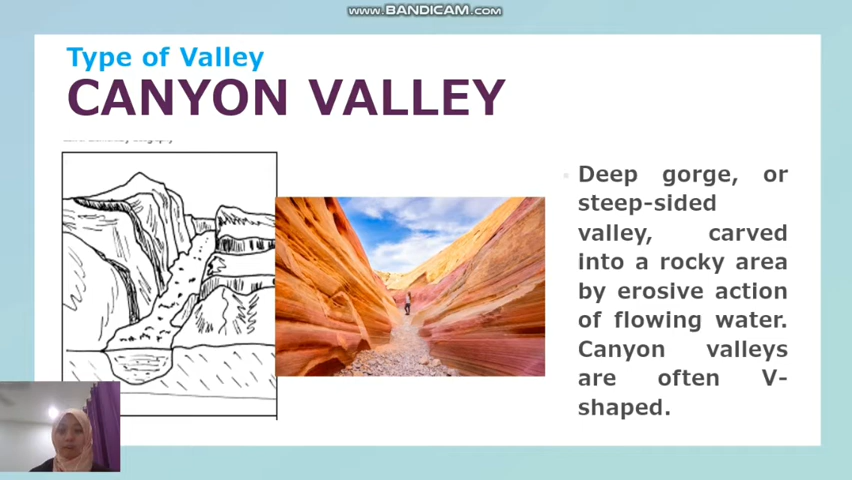 www.BANDICAM.com
Type of Valley
CANYON VALLEY
Deep gorge, or
steep-sided
valley, carved
into a rocky area
by erosive action
of flowing water.
Canyon valleys
are often V-
shaped.